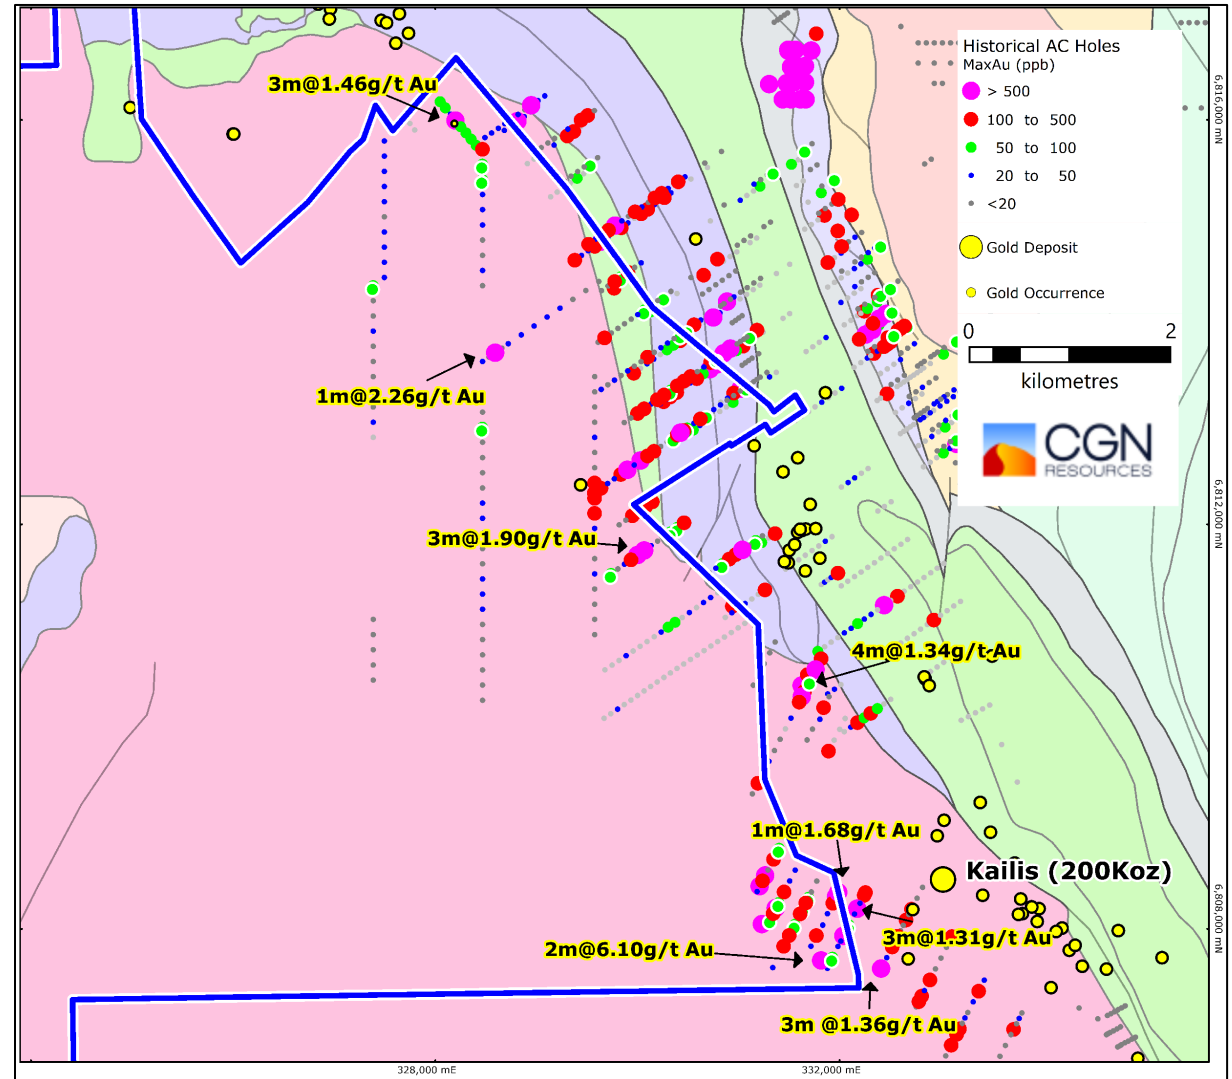 3m@1.46g/t Au
1m@2.26g/t Au
3m@1.90g/t Au
4m@1.34g/t Au
1m@1.68g/t Au
Kailis (200Koz)
3m@1.31g/t Au
2m@6.10g/t Au
3m @1.36g/t Au
Historical AC Holes
MaxAu (ppb)
> 500
100 to 500
50 to 100
20 to 50
<20
Gold Deposit
Gold Occurrence
0 2
kilometres
CGN
RESOURCES
6,816,000 mN
6,812,000 mN
6,808,000 mN
328,000 mE
332,000 mE